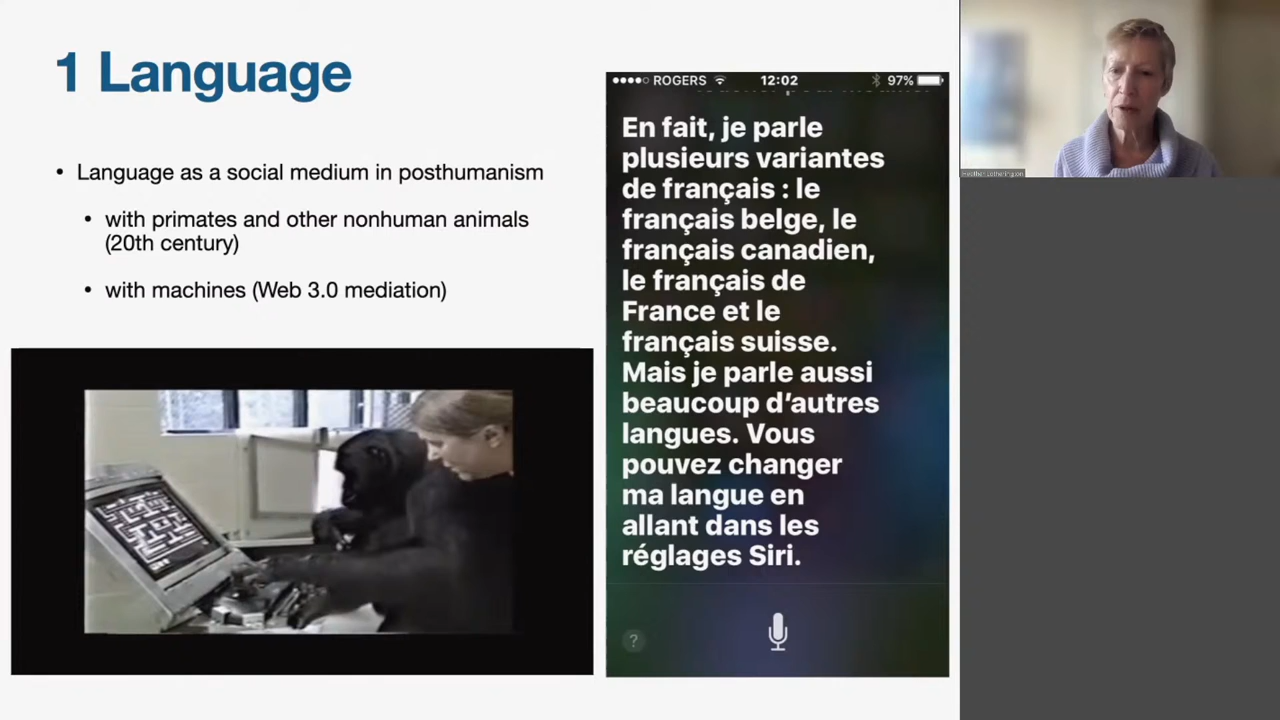 1 Language
• Language as a social medium in posthumanism
• with primates and other nonhuman animals
(20th century)
• with machines (Web 3.0 mediation)
ROGERS 12:02 97%
En fait, je parle
plusieurs variantes
de français : le
français belge, le
français canadien,
le français de
France et le
français suisse.
Mais je parle aussi
beaucoup d’autres
langues. Vous
pouvez changer
ma langue en
allant dans les
réglages Siri.
?
Heather Lotherington